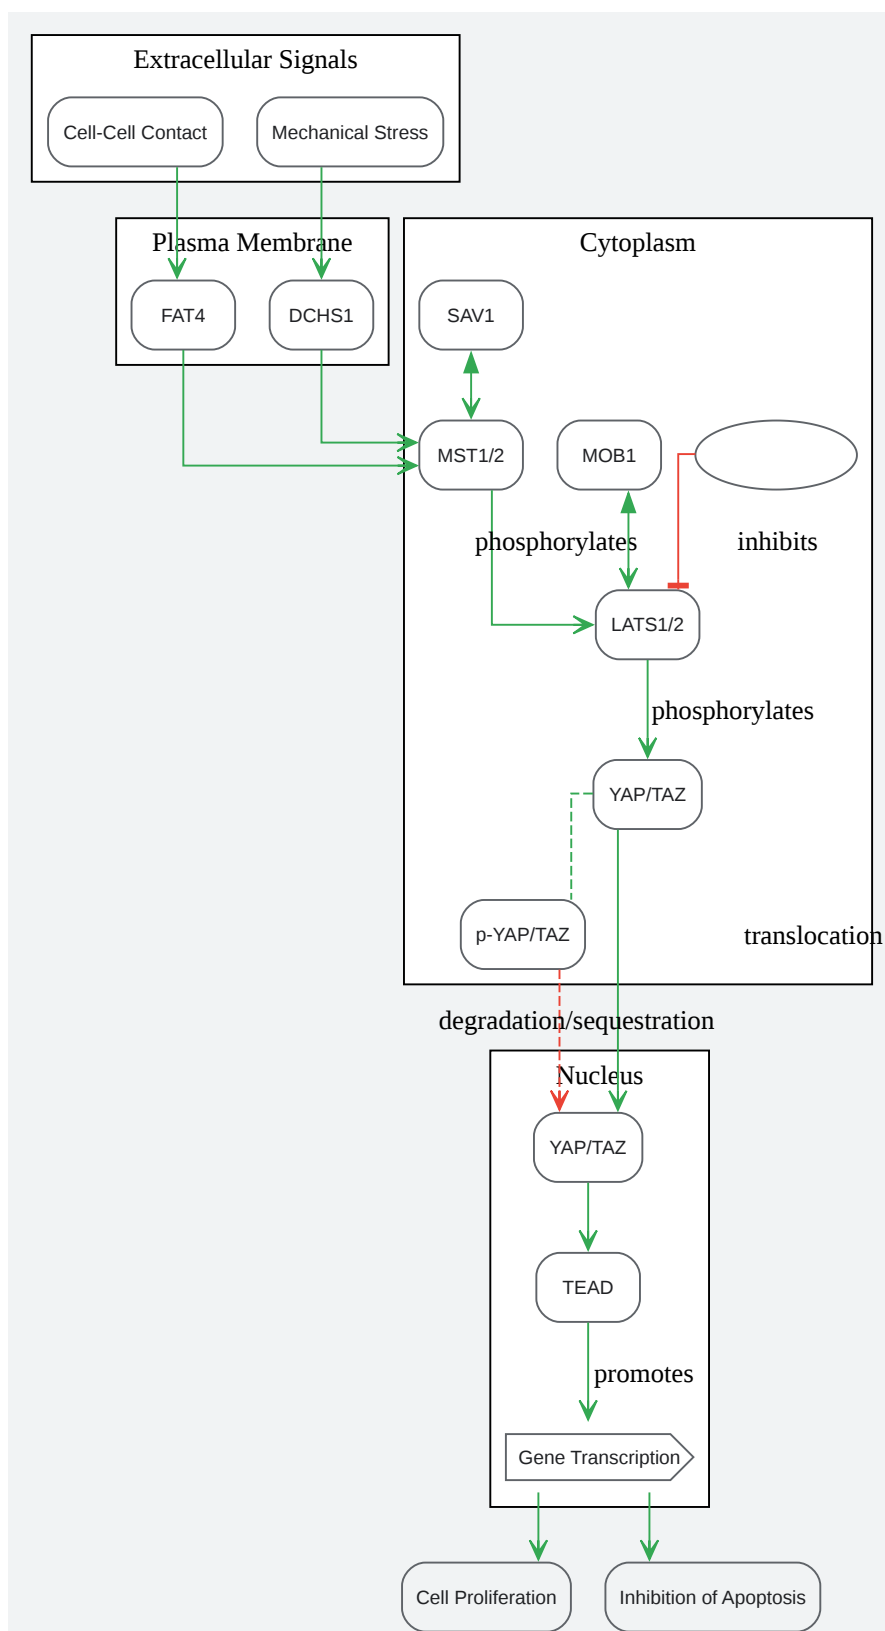 Extracellular Signals
Cell-Cell Contact
Mechanical Stress
Plasma Membrane
Cytoplasm
FAT4
DCHS1
SAV1
MST1/2
MOB1
phosphorylates
inhibits
LATS1/2
phosphorylates
YAP/TAZ
p-YAP/TAZ
translocation
degradation/sequestration
Nucleus
YAP/TAZ
TEAD
promotes
Gene Transcription
Cell Proliferation
Inhibition of Apoptosis